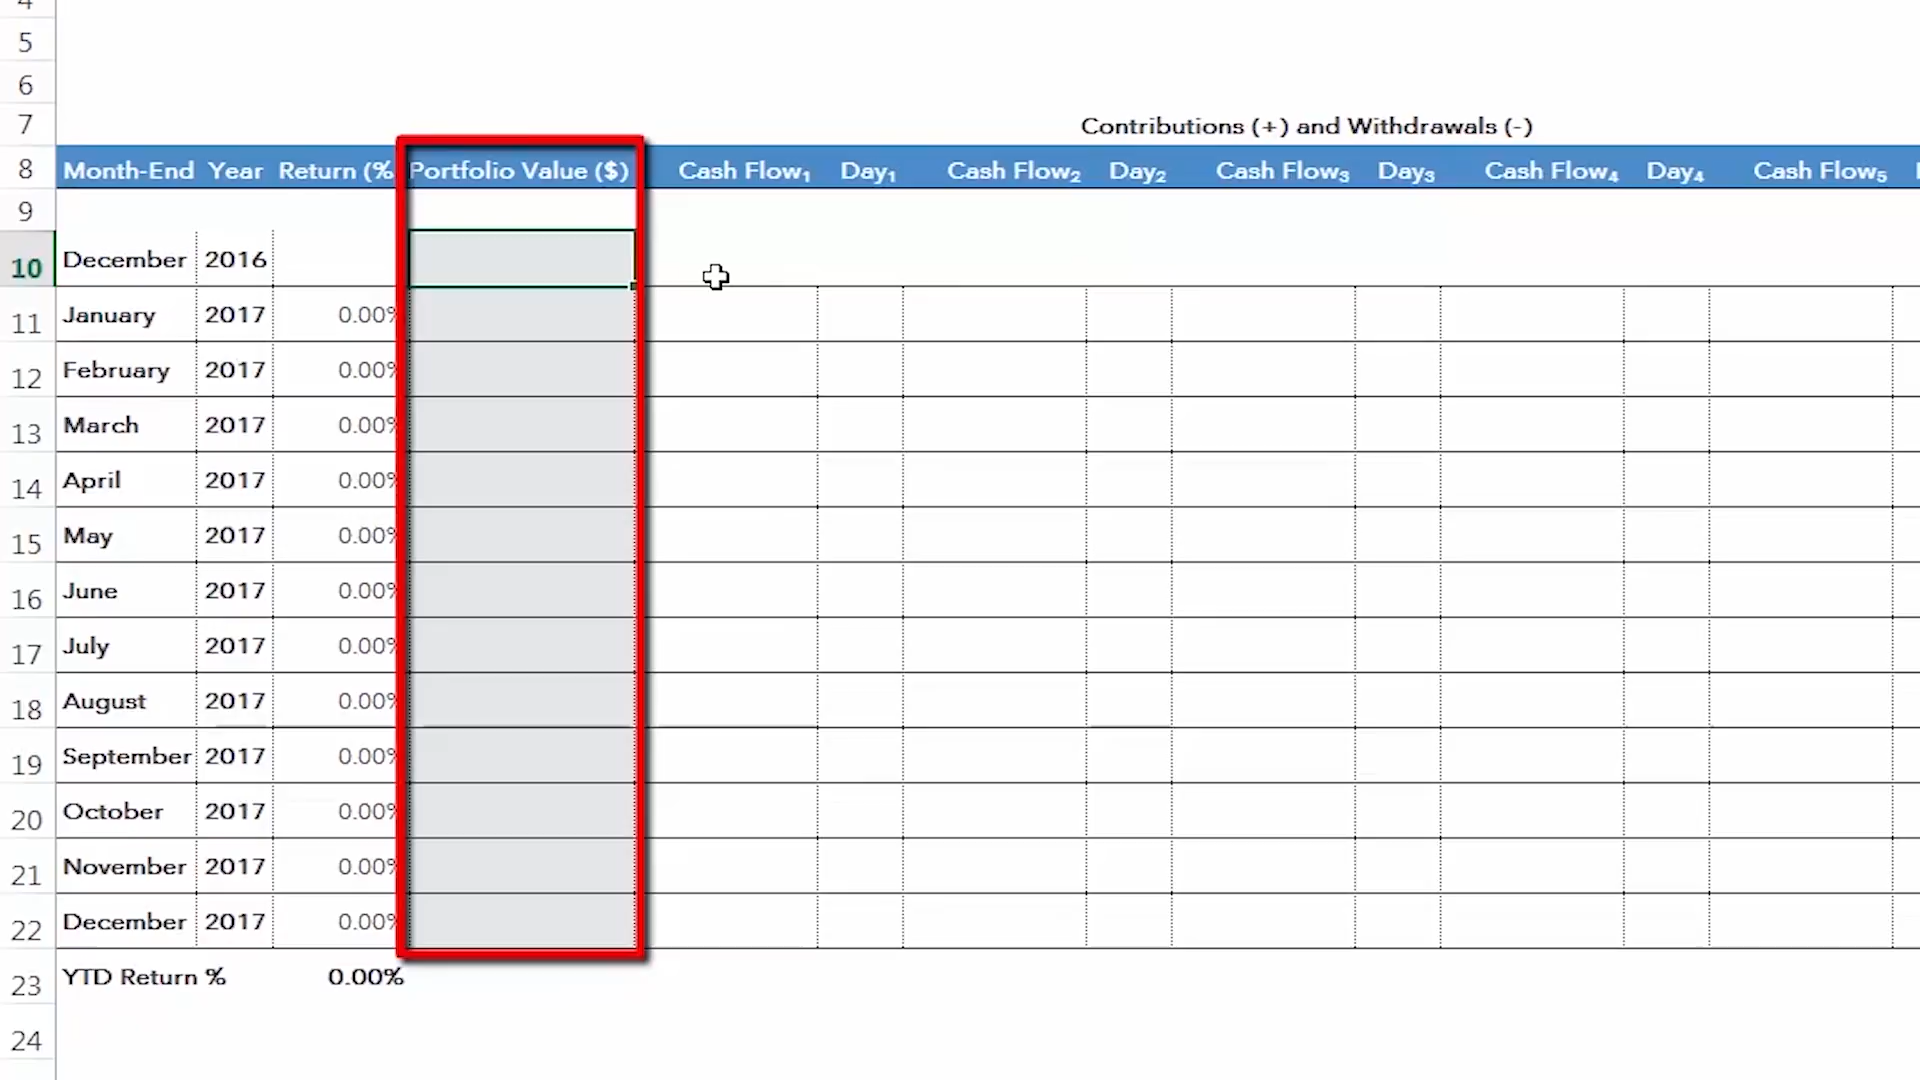 4
5
6
7 Contributions (+) and Withdrawals (-)
8 Month-End Year Return (% Portfolio Value ($) Cash Flow₁ Day₁ Cash Flow₂ Day₂ Cash Flow₃ Day₃ Cash Flow₄ Day₄ Cash Flow₅
9
10 December 2016
11 January 2017 0.00%
12 February 2017 0.00%
13 March 2017 0.00%
14 April 2017 0.00%
15 May 2017 0.00%
16 June 2017 0.00%
17 July 2017 0.00%
18 August 2017 0.00%
19 September 2017 0.00%
20 October 2017 0.00%
21 November 2017 0.00%
22 December 2017 0.00%
23 YTD Return % 0.00%
24